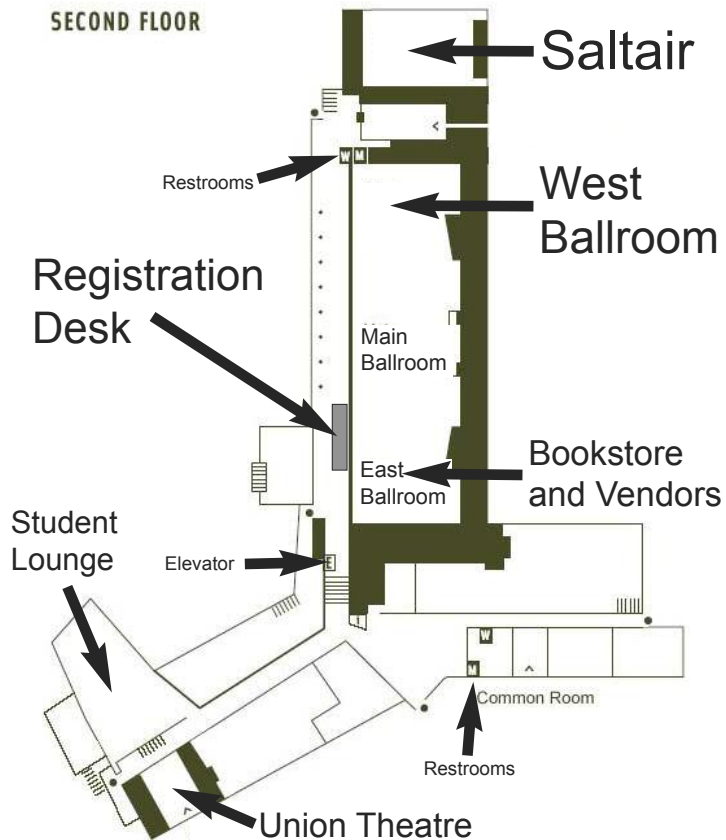 SECOND FLOOR
Saltair
W M
Restrooms
West
Ballroom
Registration
Desk
Main
Ballroom
East
Ballroom
Bookstore
and Vendors
Student
Lounge
Elevator
E
W
M
Common Room
Restrooms
Union Theatre